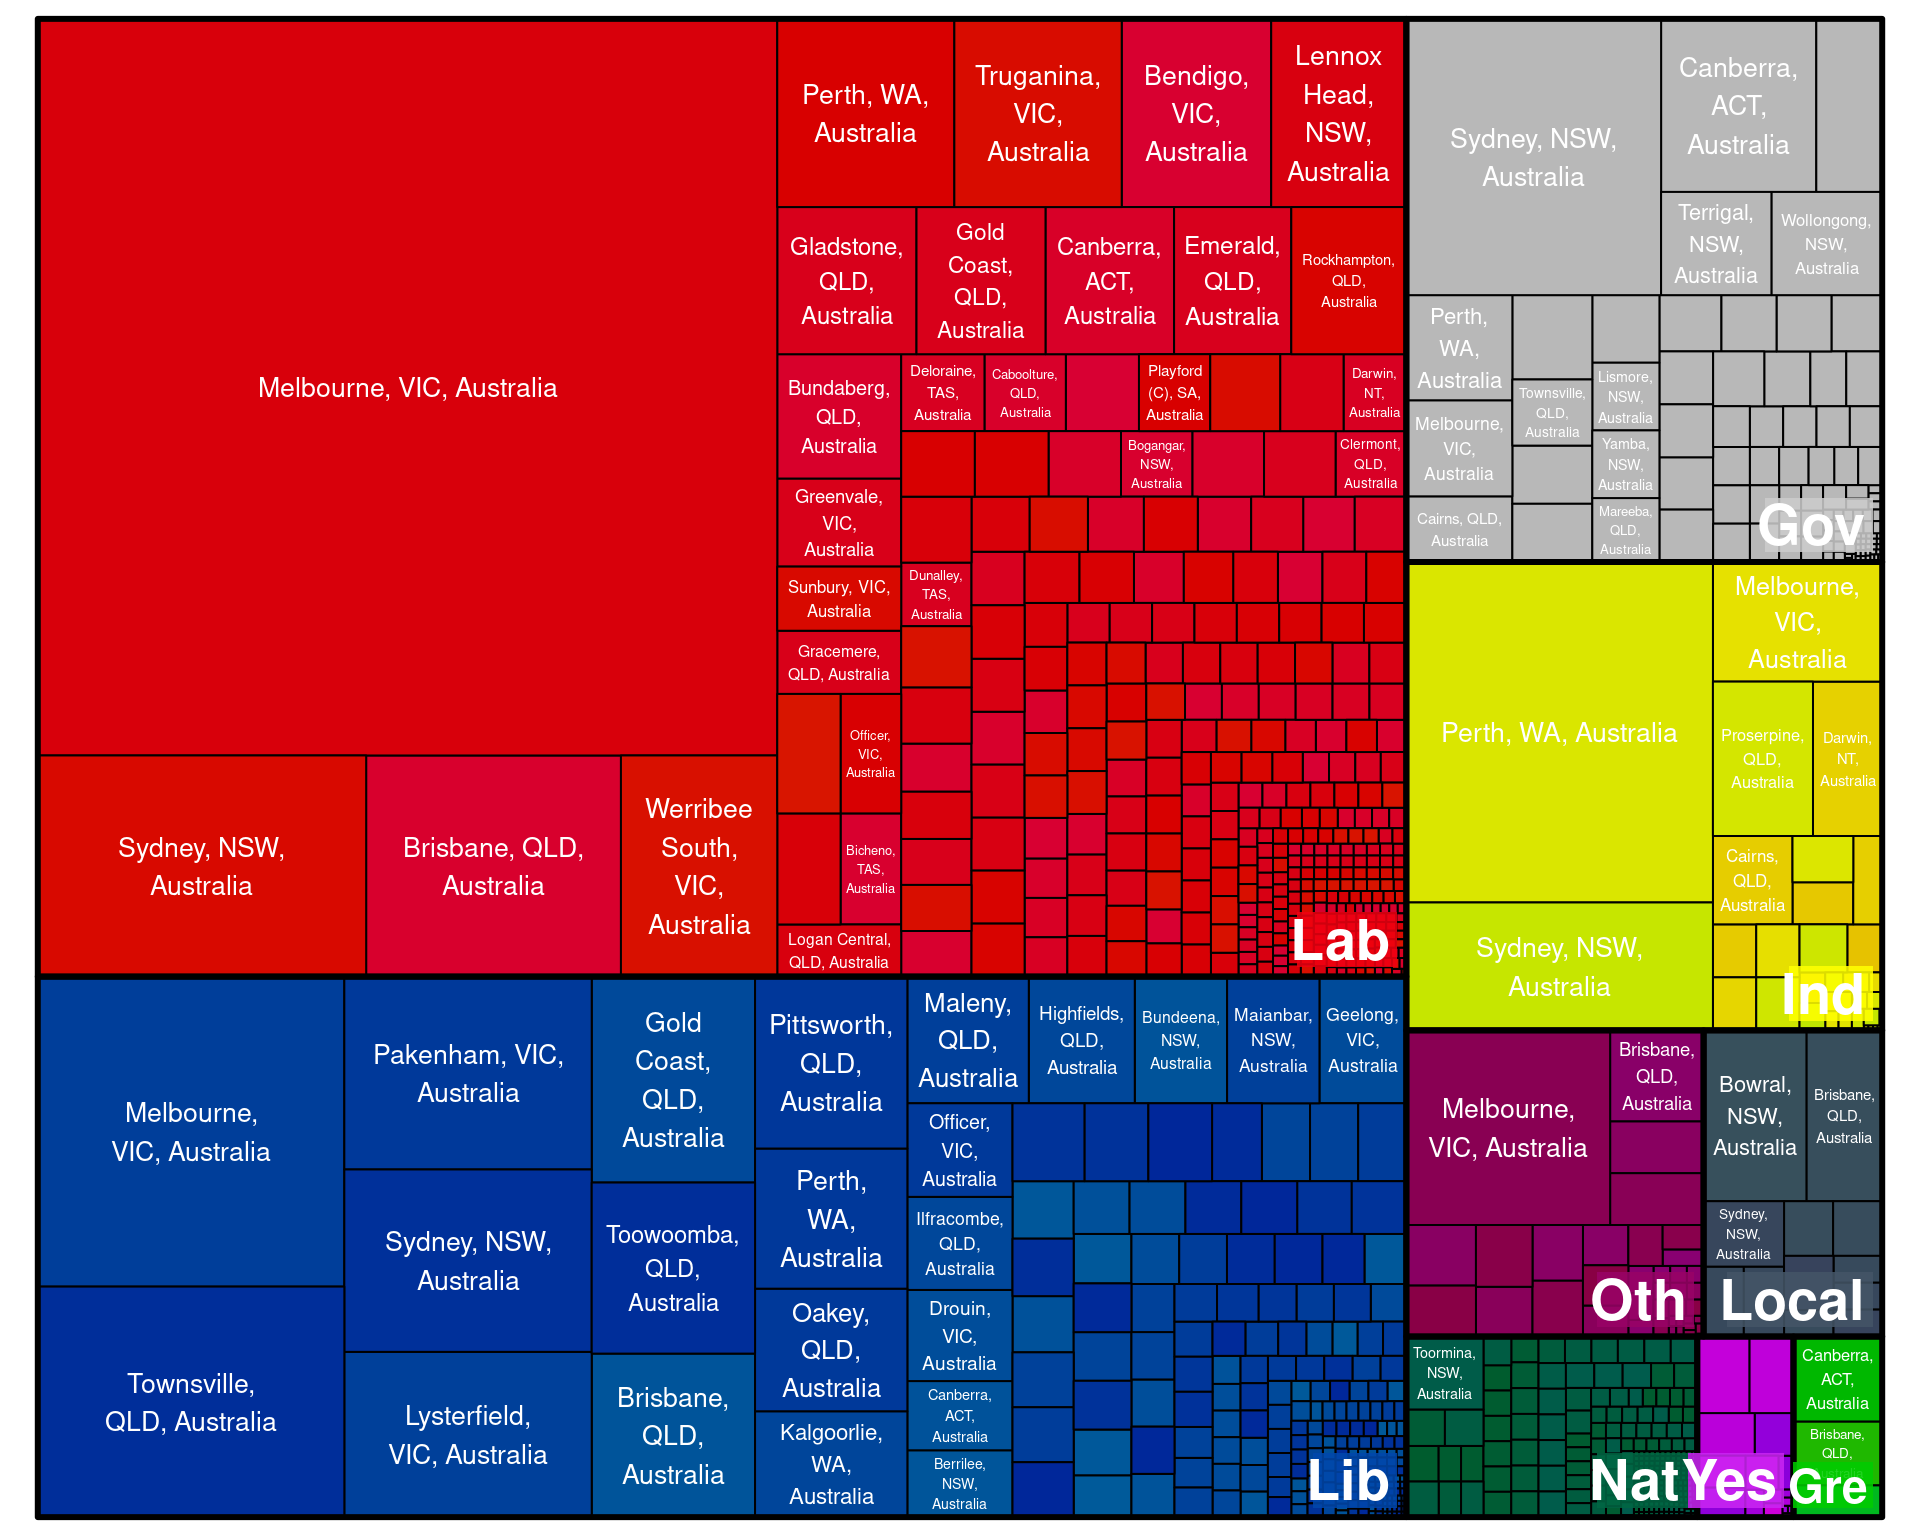 Melbourne, VIC, Australia
Sydney, NSW,
Australia
Brisbane, QLD,
Australia
Werribee
South,
VIC,
Australia
Perth, WA,
Australia
Truganina,
VIC,
Australia
Bendigo,
VIC,
Australia
Lennox
Head,
NSW,
Australia
Gladstone,
QLD,
Australia
Gold
Coast,
QLD,
Australia
Canberra,
ACT,
Australia
Emerald,
QLD,
Australia
Rockhampton,
QLD,
Australia
Bundaberg,
QLD,
Australia
Greenvale,
VIC,
Australia
Sunbury, VIC,
Australia
Gracemere,
QLD, Australia
Officer,
VIC,
Australia
Bicheno,
TAS,
Australia
Logan Central,
QLD, Australia
Deloraine,
TAS,
Australia
Caboolture,
QLD,
Australia
Playford
(C), SA,
Australia
Darwin,
NT,
Australia
Bogangar,
NSW,
Australia
Clermont,
QLD,
Australia
Dunalley,
TAS,
Australia
Lab
Sydney, NSW,
Australia
Canberra,
ACT,
Australia
Terrigal,
NSW,
Australia
Wollongong,
NSW,
Australia
Perth,
WA,
Australia
Melbourne,
VIC,
Australia
Cairns, QLD,
Australia
Townsville,
QLD,
Australia
Lismore,
NSW,
Australia
Yamba,
NSW,
Australia
Mareeba,
QLD,
Australia
Gov
Perth, WA, Australia
Sydney, NSW,
Australia
Melbourne,
VIC,
Australia
Proserpine,
QLD,
Australia
Darwin,
NT,
Australia
Cairns,
QLD,
Australia
Ind
Melbourne,
VIC, Australia
Townsville,
QLD, Australia
Pakenham, VIC,
Australia
Sydney, NSW,
Australia
Lysterfield,
VIC, Australia
Gold
Coast,
QLD,
Australia
Toowoomba,
QLD,
Australia
Brisbane,
QLD,
Australia
Pittsworth,
QLD,
Australia
Perth,
WA,
Australia
Oakey,
QLD,
Australia
Kalgoorlie,
WA,
Australia
Maleny,
QLD,
Australia
Highfields,
QLD,
Australia
Bundeena,
NSW,
Australia
Maianbar,
NSW,
Australia
Geelong,
VIC,
Australia
Officer,
VIC,
Australia
Ilfracombe,
QLD,
Australia
Drouin,
VIC,
Australia
Canberra,
ACT,
Australia
Berrilee,
NSW,
Australia
Lib
Melbourne,
VIC, Australia
Brisbane,
QLD,
Australia
Oth
Bowral,
NSW,
Australia
Brisbane,
QLD,
Australia
Sydney,
NSW,
Australia
Local
Toormina,
NSW,
Australia
Nat
Yes
Canberra,
ACT,
Australia
Brisbane,
QLD,
Australia
Gre